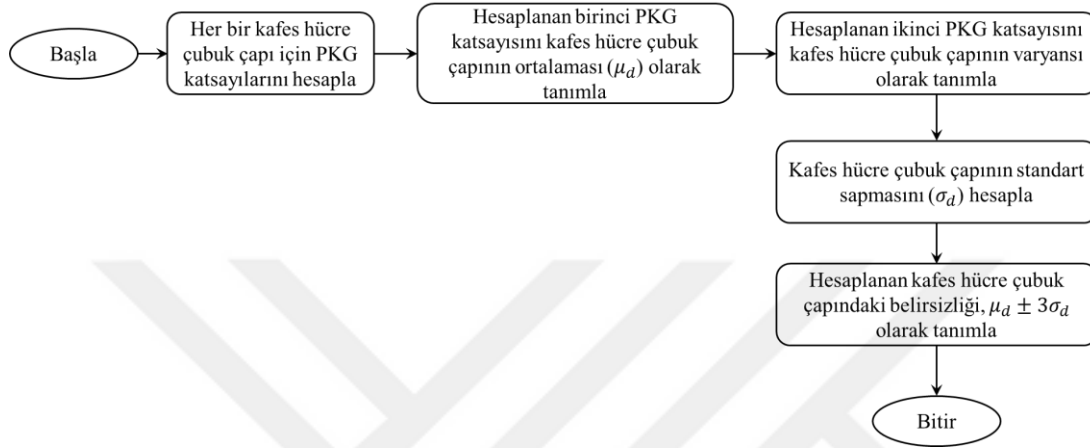 Başla
Her bir kafes hücre
çubuk çapı için PKG
katsayılarını hesapla
Hesaplanan birinci PKG
katsayısını kafes hücre çubuk
çapının ortalaması (𝜇𝑑) olarak
tanımla
Hesaplanan ikinci PKG katsayısını
kafes hücre çubuk çapının varyansı
olarak tanımla
Kafes hücre çubuk çapının standart
sapmasını (𝜎𝑑) hesapla
Hesaplanan kafes hücre çubuk
çapındaki belirsizliği, 𝜇𝑑 ± 3𝜎𝑑
olarak tanımla
Bitir